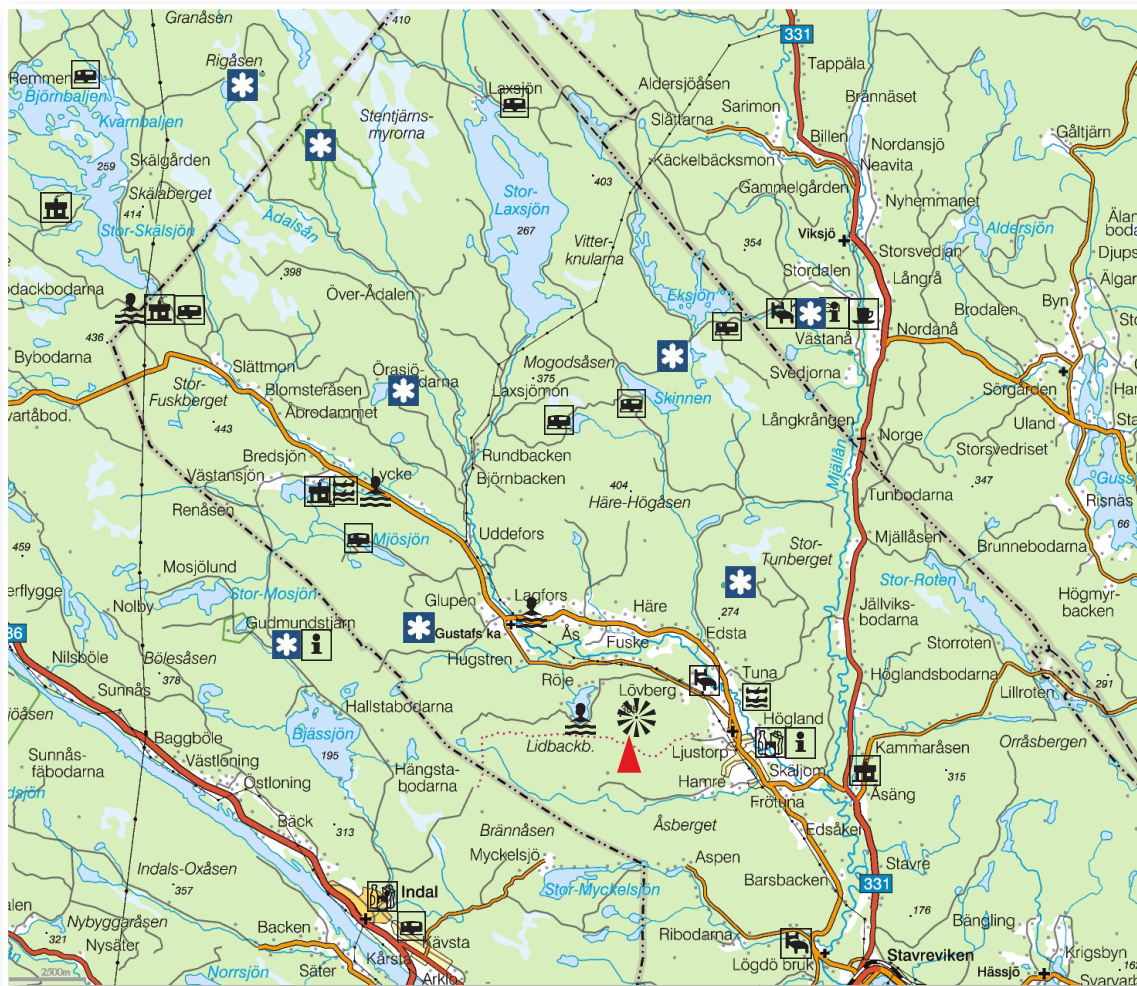 Granåsen
410
331
Rigåsen
Tappäla
Remmen
Laxsjön
Aldersjöåsen
Björnbaljen
Brännäset
Sarimon
Kvarnbaljen
Stentjärns-
myrorna
Slåttarna
Billen
Gåltjärn
Nordansjö
Skälgården
Neavita
259
Käckelbäcksmon
403
Gammelgården
Skälaberget
Stor-
Laxsjön
Nyhemmanet
414
Ådalsån
267
Stor-Skälsjön
Aldersjön
Viksjö
Vitter-
knularna
354
Storsvedjan
398
Stordalen
Långrå
Över-Ådalen
Eksjön
Byn
Brodalen
436
Västanå
Nordanå
Bybodarna
Mogodsåsen
Slättmon
Örasjö-
375
Svedjorna
Stor-
Fuskberget
Blomsteråsen
Laxsjömon
Skinnen
Sörgården
Åbrodammet
Långkrången
Uland
443
Norge
Bredsjön
Storsvedriset
Rundbacken
Mjällån
Västansjön
Lycke
Björnbacken
404
347
Renåsen
Häre-Högåsen
Tunbodarna
Risnäs
66
Uddefors
Mjösjön
Stor-
Tunberget
Mjällåsen
Brunnebodarna
459
Mosjölund
Stor-Roten
Stor-Mosjön
Lagfors
Högmyr-
backen
Nolby
Glupen
Häre
274
Jällviks-
bodarna
Gudmundstjärn
Gustafs ka
Ås
Edsta
Fuske
Storroten
Nilsböle
Bölesåsen
Hugstren
378
Röje
Tuna
Höglandsbodarna
Sunnås
Lövberg
291
Hallstabodarna
Lillroten
Bjässjön
Högland
Baggböle
Lidbackb.
Orråsbergen
195
Ljustorp
Kammaråsen
Sunnås-
fäbodarna
Västloning
Hängsta-
bodarna
Skäljom
315
Östloning
Hamre
Åsäng
Frötuna
Bäck
313
Brännåsen
Åsberget
Edsåker
Myckelsjö
Aspen
Stavre
Indals-Oxåsen
Barsbacken
331
357
Indal
Stor-Myckelsjön
176
Nybyggaråsen
Bängling
Backen
Ribodarna
321
Nysäter
Kävsta
Krigsbyn
Kårsta
Stavreviken
Norrsjön
Säter
Lögdö bruk
Hässjö
2500m